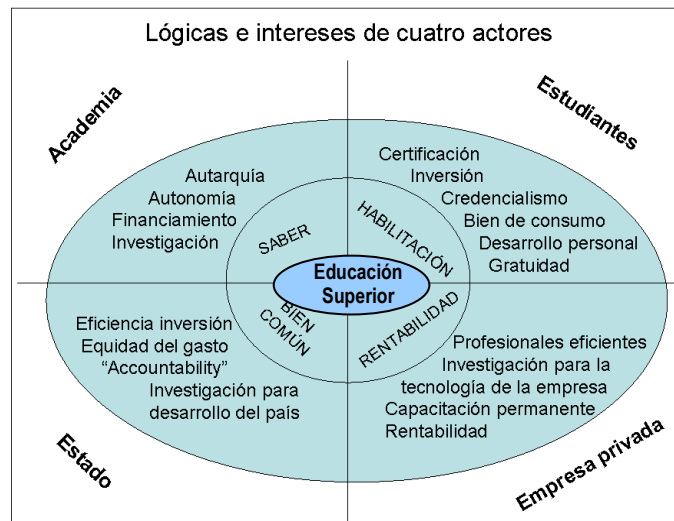 Lógicas e intereses de cuatro actores
Academia
Estudiantes
Autarquía
Autonomía
Financiamiento
Investigación
Certificación
Inversión
Credencialismo
Bien de consumo
Desarrollo personal
Gratuidad
SABER
HABILITACIÓN
Educación
Superior
BIEN
COMÚN
RENTABILIDAD
Eficiencia inversión
Equidad del gasto
“Accountability”
Investigación para
desarrollo del país
Profesionales eficientes
Investigación para la
tecnología de la empresa
Capacitación permanente
Rentabilidad
Estado
Empresa privada